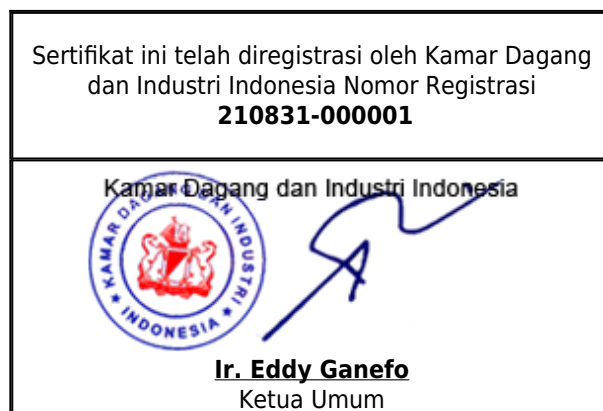 Sertifikat ini telah diregistrasi oleh Kamar Dagang
dan Industri Indonesia Nomor Registrasi
210831-000001
Kamar Dagang dan Industri Indonesia
KAMAR DAGANG DAN INDUSTRI
INDONESIA
Ir. Eddy Ganefo
Ketua Umum